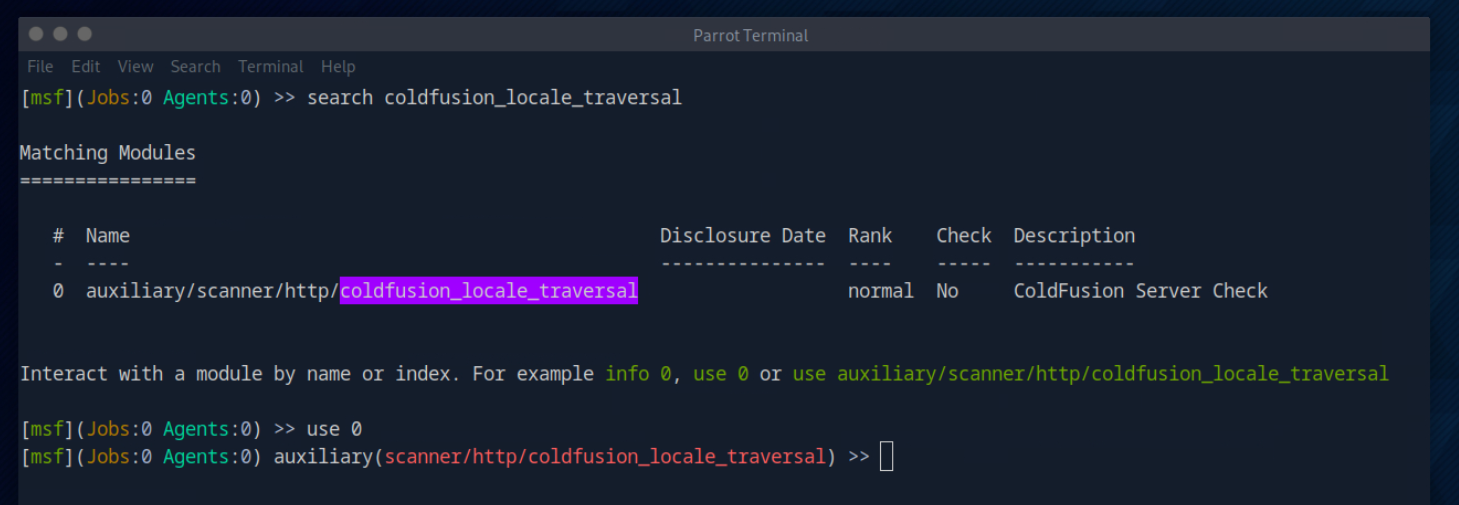 Parrot Terminal
File Edit View Search Terminal Help
[msf](Jobs:0 Agents:0) >> search coldfusion_locale_traversal
Matching Modules
================
#  Name  Disclosure Date  Rank  Check  Description
-  ----  ---------------  ----  -----  -----------
0  auxiliary/scanner/http/coldfusion_locale_traversal  normal  No  ColdFusion Server Check
Interact with a module by name or index. For example info 0, use 0 or use auxiliary/scanner/http/coldfusion_locale_traversal
[msf](Jobs:0 Agents:0) >> use 0
[msf](Jobs:0 Agents:0) auxiliary(scanner/http/coldfusion_locale_traversal) >>